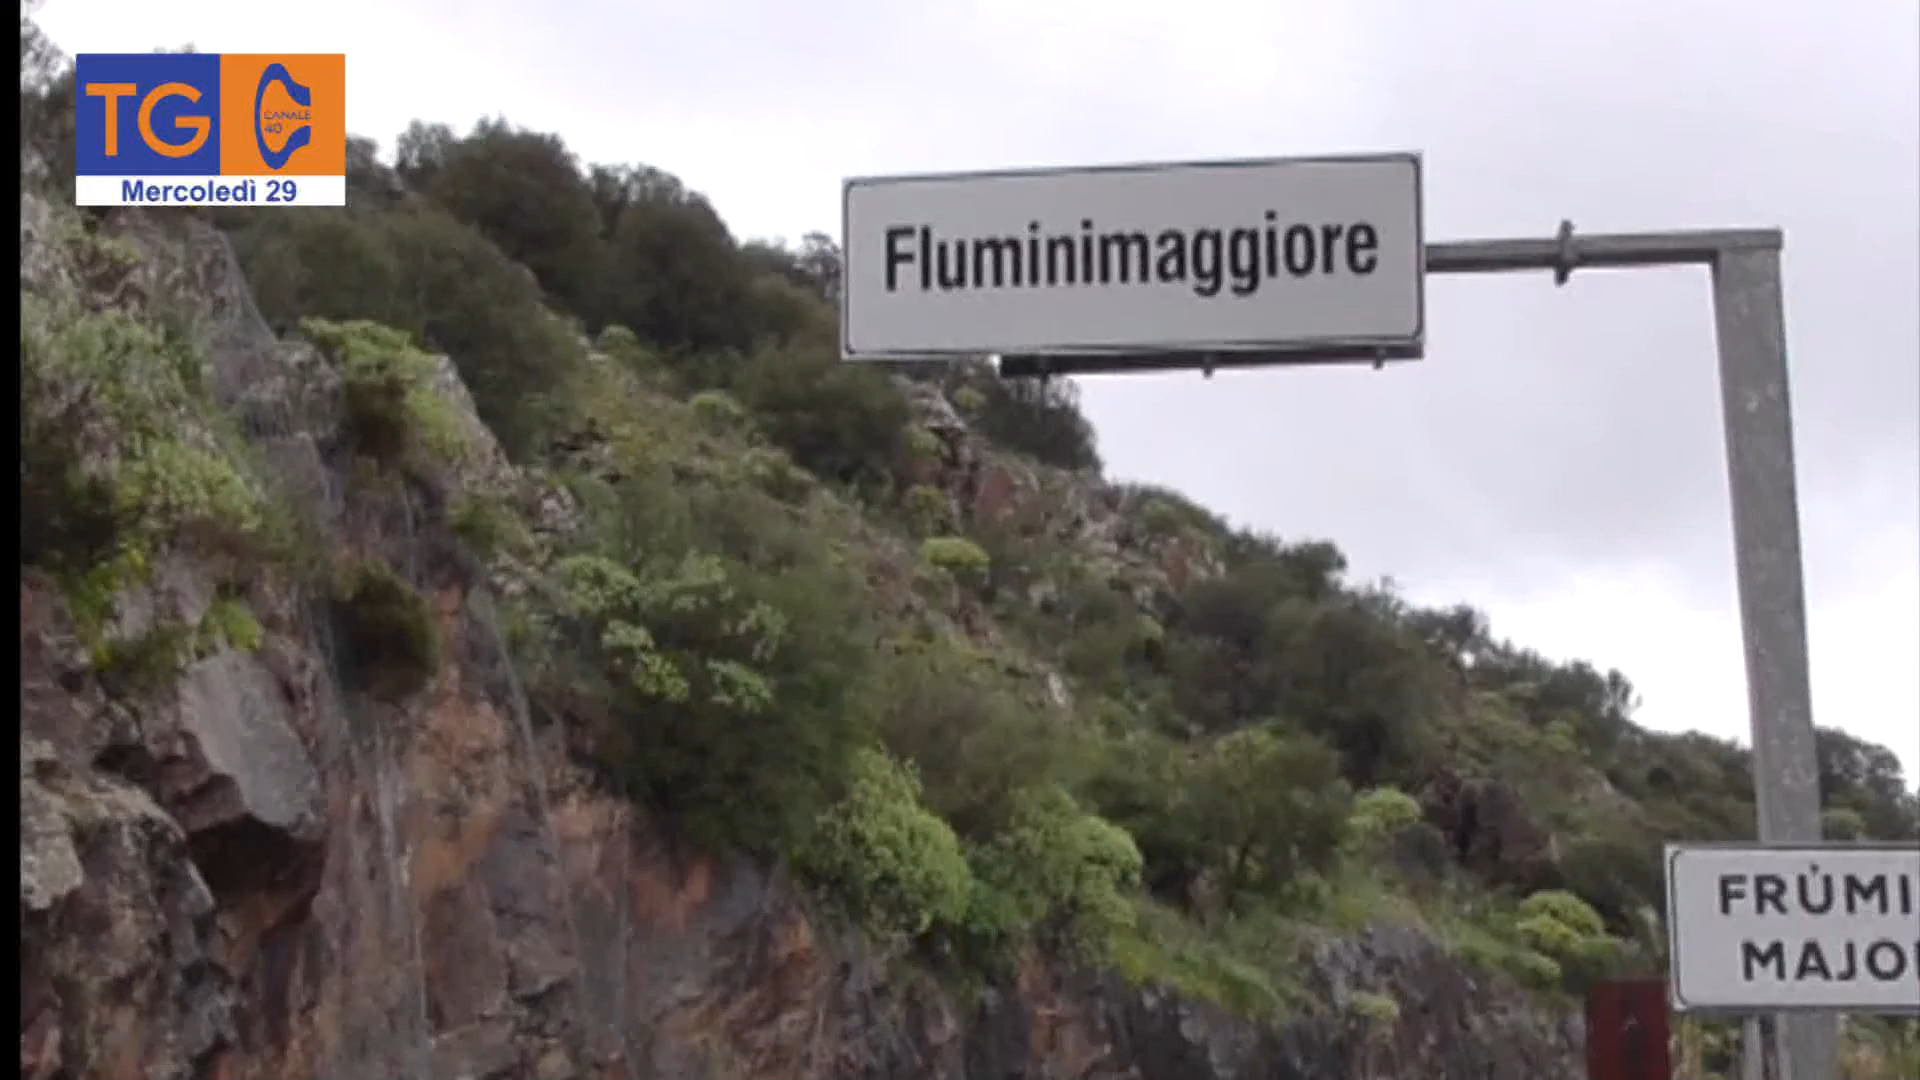 TG
CANALE
40
Mercoledì 29
Fluminimaggiore
FRÙMI
MAJO